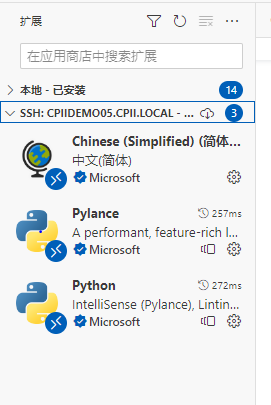 扩展
在应用商店中搜索扩展
本地 - 已安装
14
SSH: CPIIDEMO05.CPII.LOCAL - ...
3
Chinese (Simplified) (简体...
中文(简体)
Microsoft
Pylance
257ms
A performant, feature-rich l...
Microsoft
Python
272ms
IntelliSense (Pylance), Lintin...
Microsoft